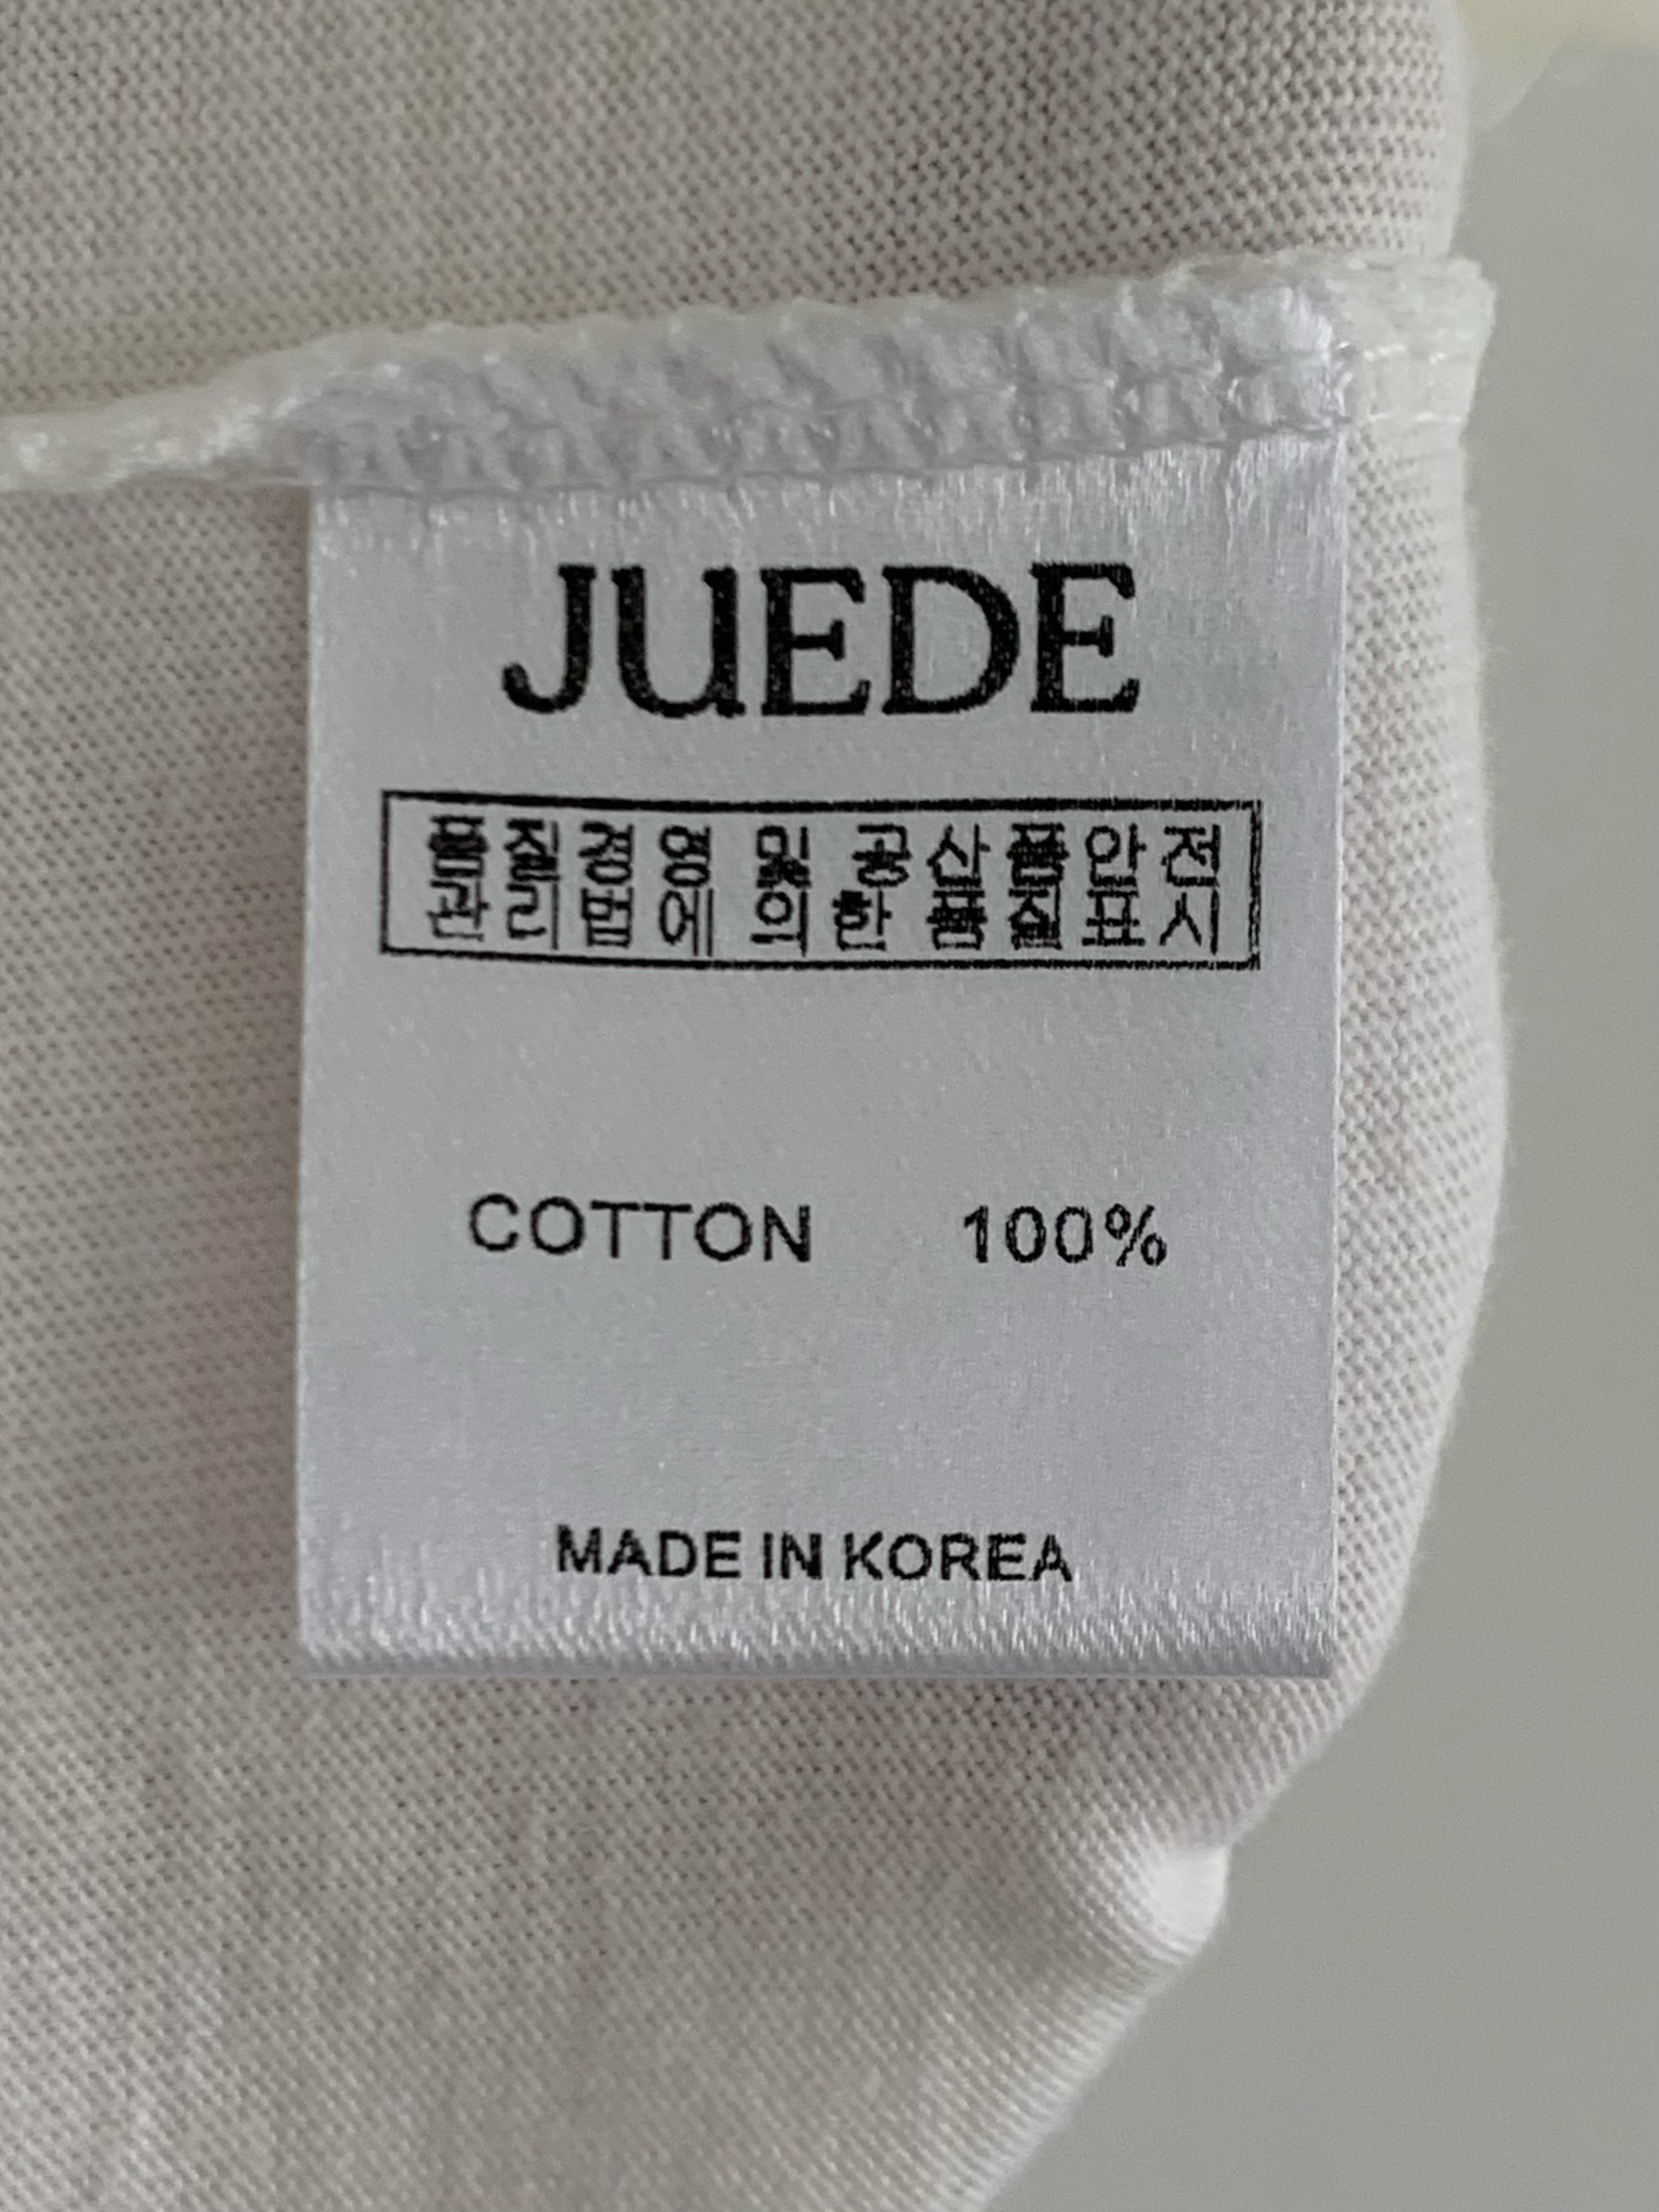 JUEDE
품질경영 및 공산품안전
관리법에 의한 품질표시
COTTON 100%
MADE IN KOREA